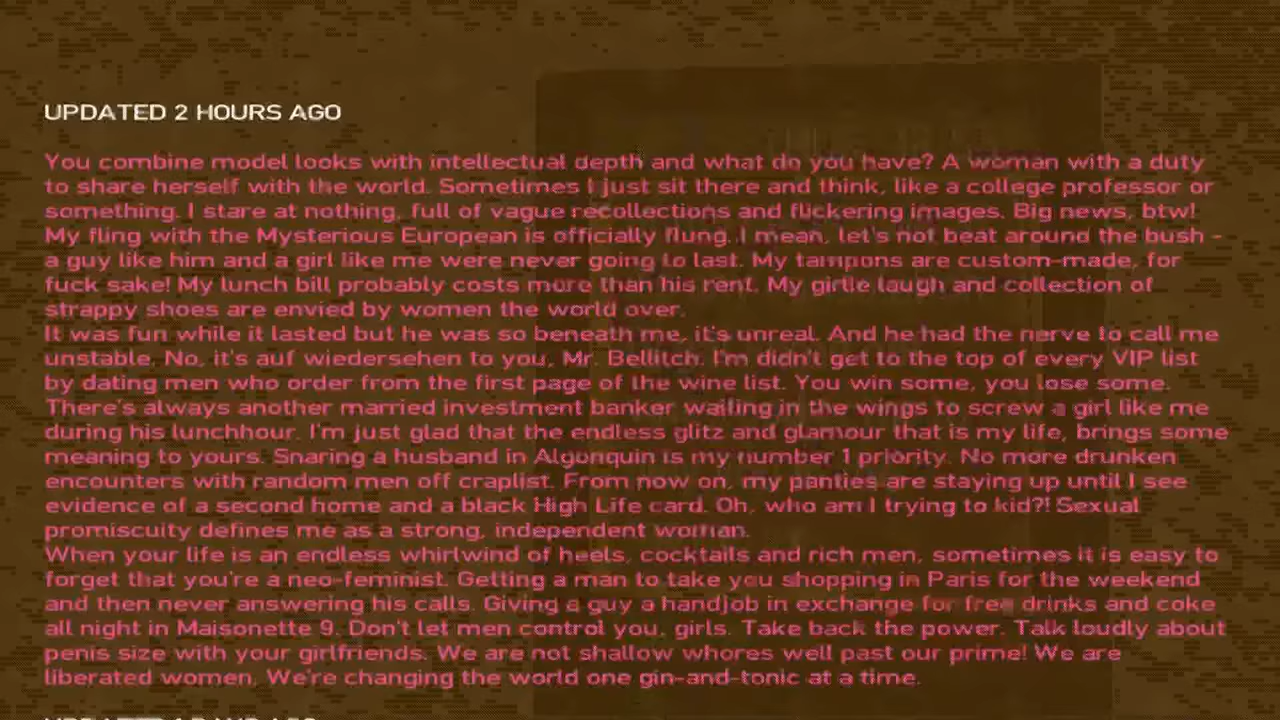 UPDATED 2 HOURS AGO
You combine model looks with intellectual depth and what do you have? A woman with a duty
to share herself with the world. Sometimes I just sit there and think, like a college professor or
something. I stare at nothing, full of vague recollections and flickering images. Big news, btw!
My fling with the Mysterious European is officially flung. I mean, let's not beat around the bush -
a guy like him and a girl like me were never going to last. My tampons are custom-made, for
fuck sake! My lunch bill probably costs more than his rent. My girlie laugh and collection of
strappy shoes are envied by women the world over.
It was fun while it lasted but he was so beneath me, it's unreal. And he had the nerve to call me
unstable. No, it's auf wiedersehen to you, Mr. Bellitch. I'm didn't get to the top of every VIP list
by dating men who order from the first page of the wine list. You win some, you lose some.
There's always another married investment banker waiting in the wings to screw a girl like me
during his lunchhour. I'm just glad that the endless glitz and glamour that is my life, brings some
meaning to yours. Snaring a husband in Algonquin is my number 1 priority. No more drunken
encounters with random men off craplist. From now on, my panties are staying up until I see
evidence of a second home and a black High Life card. Oh, who am I trying to kid?! Sexual
promiscuity defines me as a strong, independent woman.
When your life is an endless whirlwind of heels, cocktails and rich men, sometimes it is easy to
forget that you're a neo-feminist. Getting a man to take you shopping in Paris for the weekend
and then never answering his calls. Giving a guy a handjob in exchange for free drinks and coke
all night in Maisonette 9. Don't let men control you, girls. Take back the power. Talk loudly about
penis size with your girlfriends. We are not shallow whores well past our prime! We are
liberated women. We're changing the world one gin-and-tonic at a time.